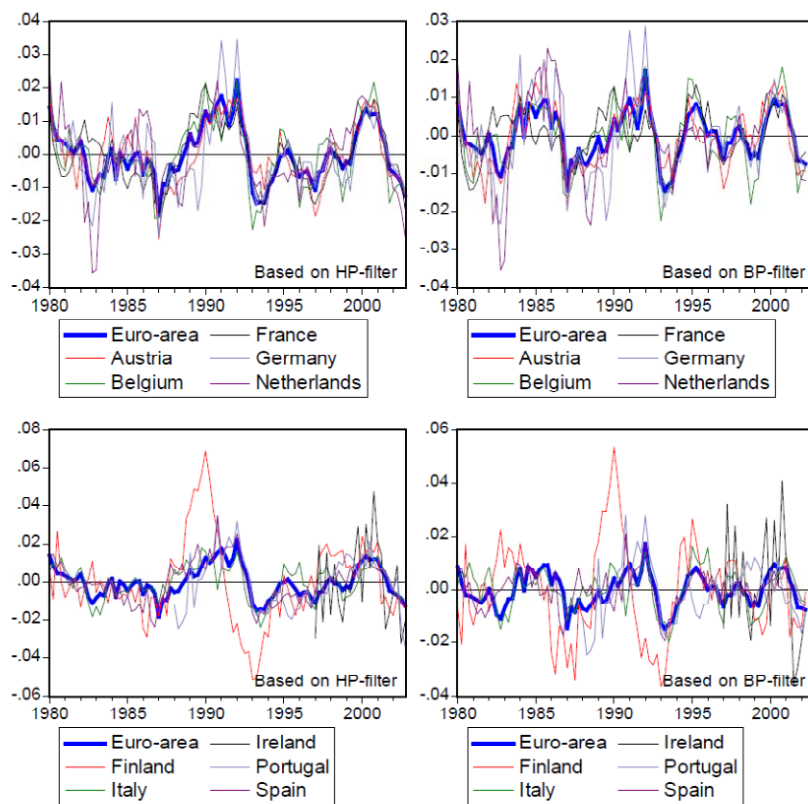 .04
.03
.02
.01
.00
-.01
-.02
-.03
-.04
Based on HP-filter
1980 1985 1990 1995 2000
Euro-area France
Austria Germany
Belgium Netherlands
.03
.02
.01
.00
-.01
-.02
-.03
-.04
Based on BP-filter
1980 1985 1990 1995 2000
Euro-area France
Austria Germany
Belgium Netherlands
.08
.06
.04
.02
.00
-.02
-.04
-.06
Based on HP-filter
1980 1985 1990 1995 2000
Euro-area Ireland
Finland Portugal
Italy Spain
.06
.04
.02
.00
-.02
-.04
Based on BP-filter
1980 1985 1990 1995 2000
Euro-area Ireland
Finland Portugal
Italy Spain